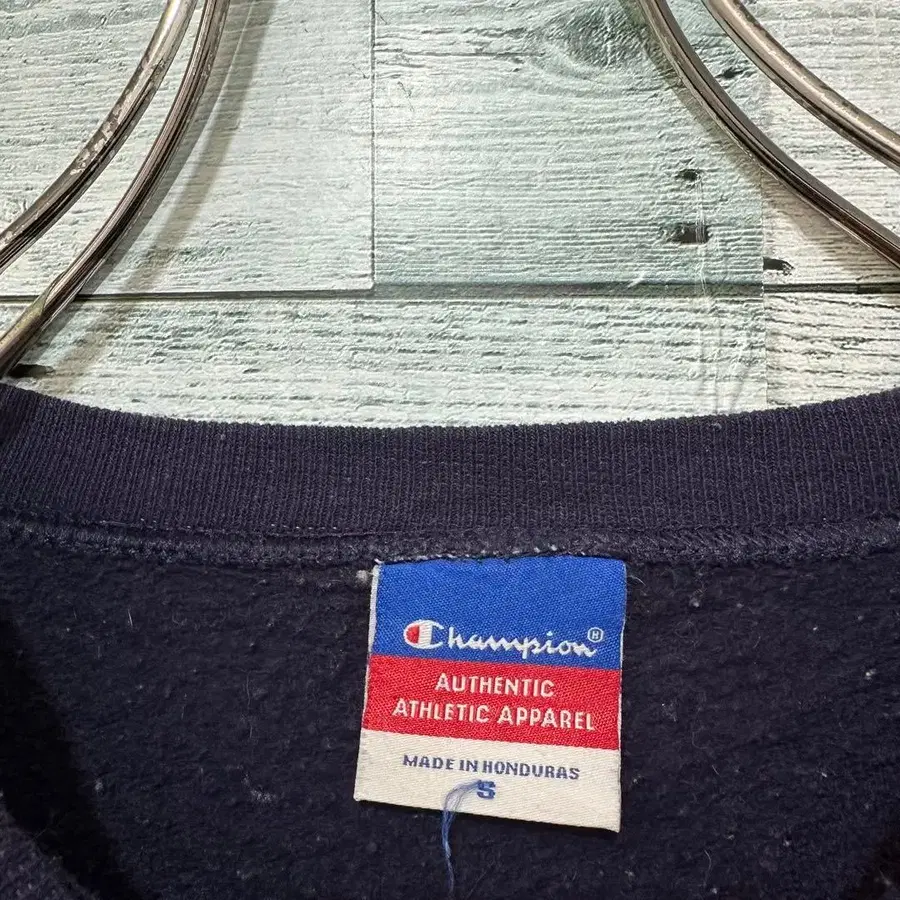 Champion®
AUTHENTIC
ATHLETIC APPAREL
MADE IN HONDURAS
S